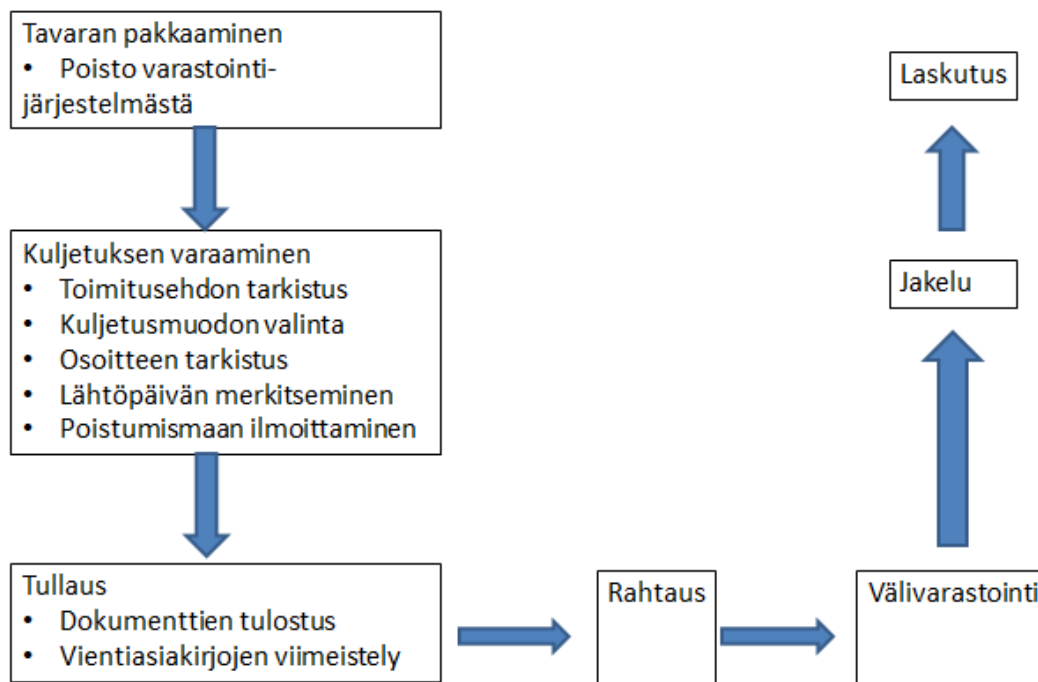 Tavaran pakkaaminen
• Poisto varastointi-
järjestelmästä
Kuljetuksen varaaminen
• Toimitusehdon tarkistus
• Kuljetusmuodon valinta
• Osoitteen tarkistus
• Lähtöpäivän merkitseminen
• Poistumismaan ilmoittaminen
Tullaus
• Dokumenttien tulostus
• Vientiasiakirjojen viimeistely
Rahtaus
Välivarastointi
Jakelu
Laskutus